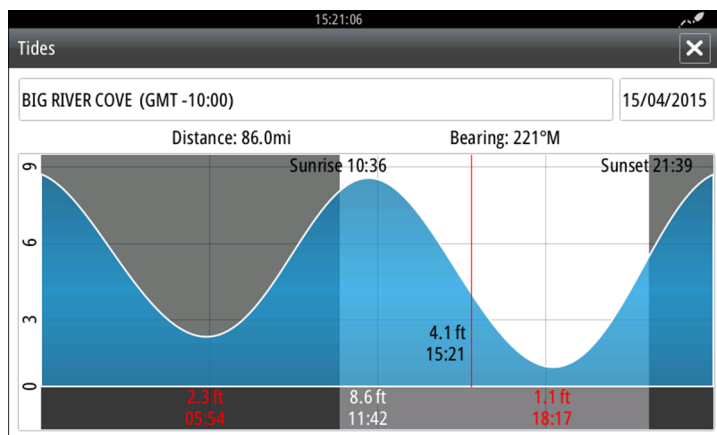 15:21:06
Tides
BIG RIVER COVE (GMT -10:00)
15/04/2015
Distance: 86.0mi
Bearing: 221°M
Sunrise 10:36
Sunset 21:39
9
6
3
0
4.1 ft
15:21
2.3 ft
05:54
8.6 ft
11:42
1.1 ft
18:17